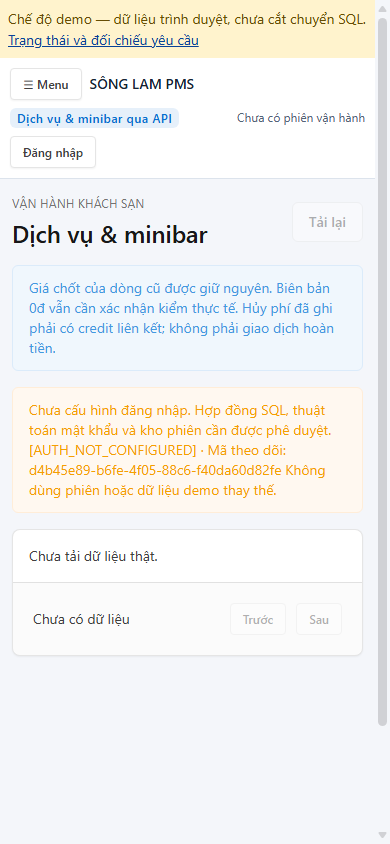 Chế độ demo — dữ liệu trình duyệt, chưa cắt chuyển SQL.
Trạng thái và đối chiếu yêu cầu
☰ Menu SÔNG LAM PMS
Dịch vụ & minibar qua API Chưa có phiên vận hành
Đăng nhập
VẬN HÀNH KHÁCH SẠN
Dịch vụ & minibar Tải lại
Giá chốt của dòng cũ được giữ nguyên. Biên bản
0đ vẫn cần xác nhận kiểm thực tế. Hủy phí đã ghi
phải có credit liên kết; không phải giao dịch hoàn
tiền.
Chưa cấu hình đăng nhập. Hợp đồng SQL, thuật
toán mật khẩu và kho phiên cần được phê duyệt.
[AUTH_NOT_CONFIGURED] · Mã theo dõi:
d4b45e89-b6fe-4f05-88c6-f40da60d82fe Không
dùng phiên hoặc dữ liệu demo thay thế.
Chưa tải dữ liệu thật.
Chưa có dữ liệu Trước Sau